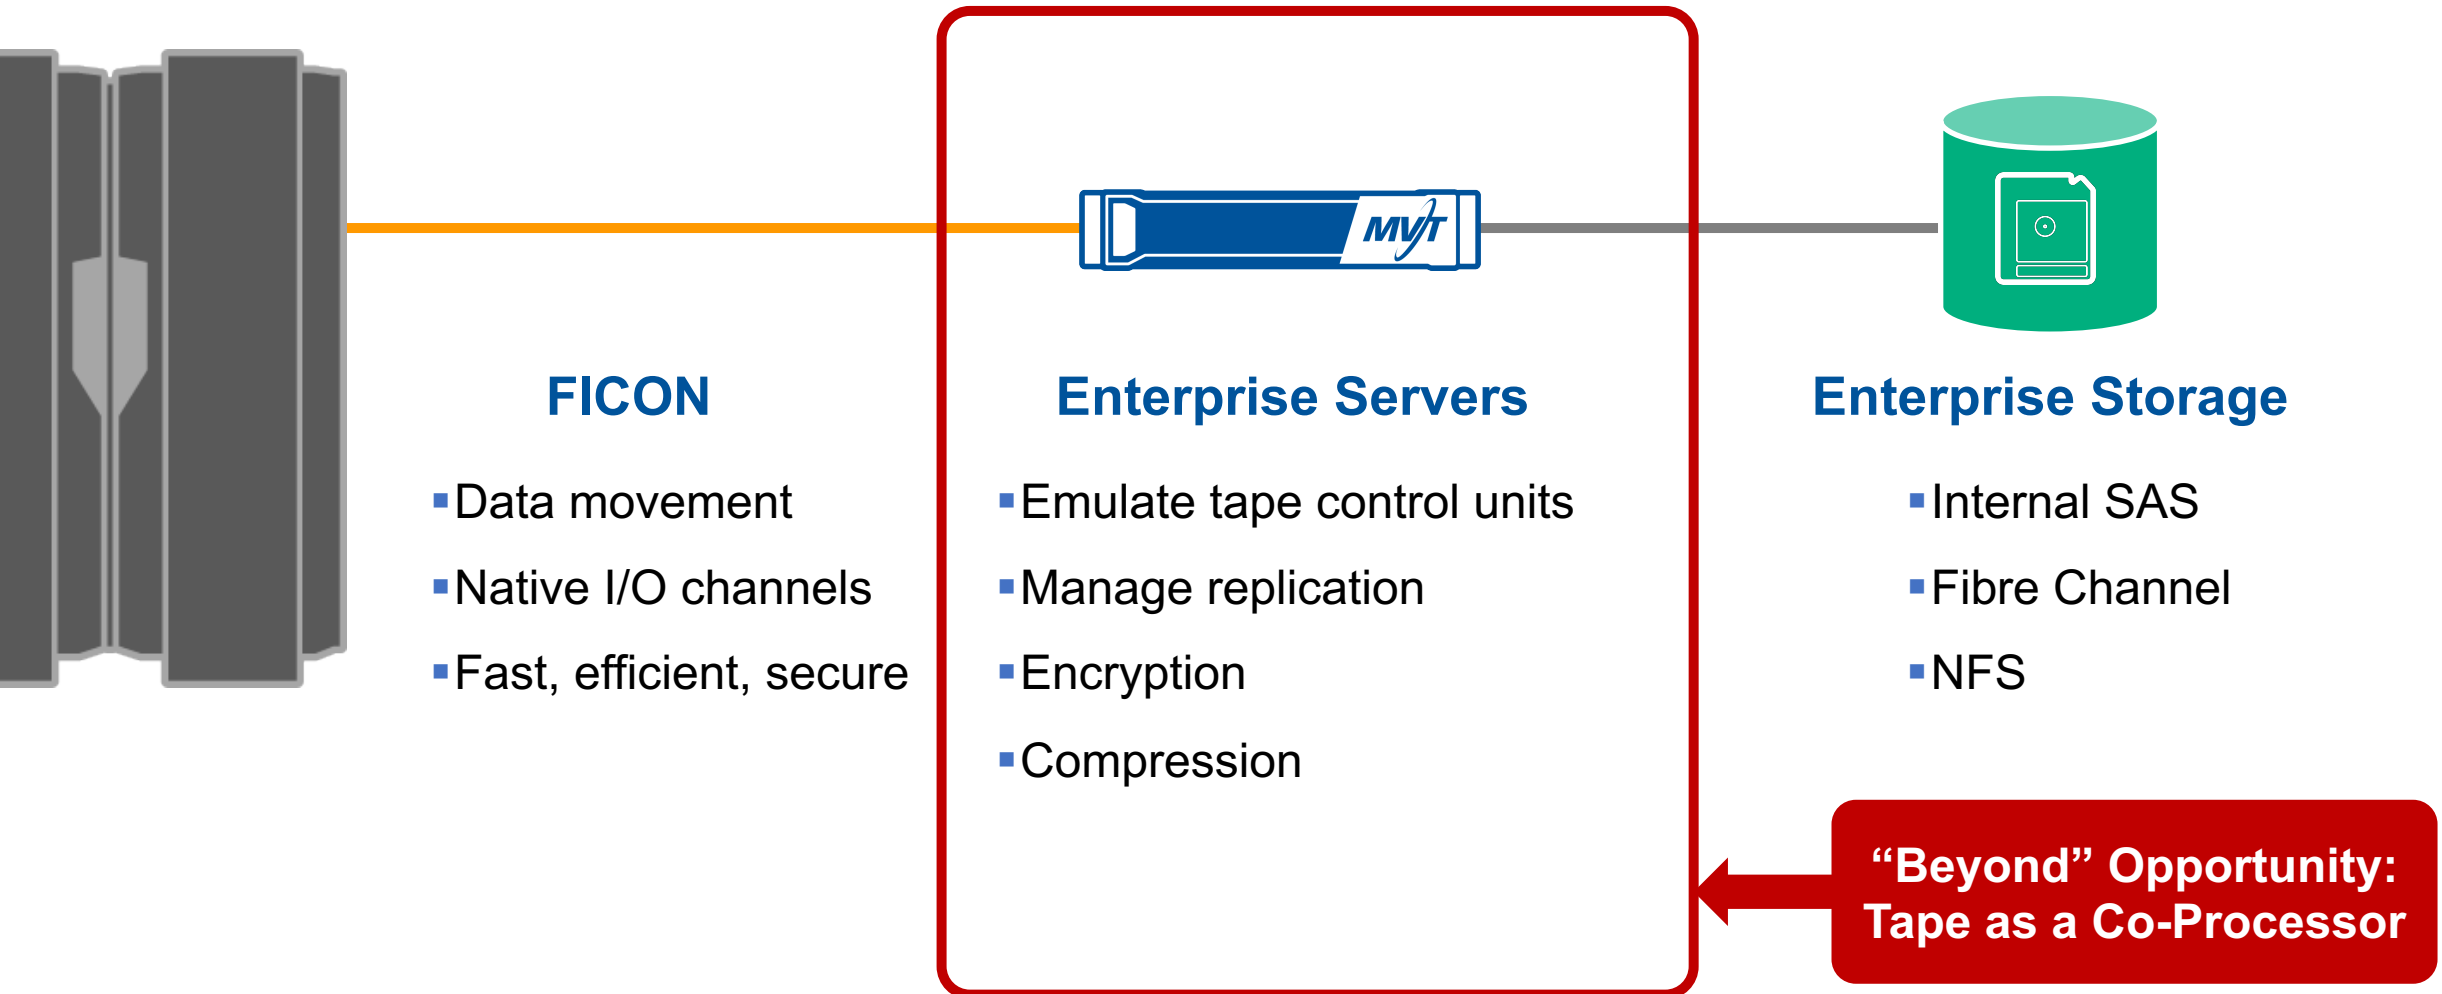 MVT
FICON
▪Data movement
▪Native I/O channels
▪Fast, efficient, secure
Enterprise Servers
▪Emulate tape control units
▪Manage replication
▪Encryption
▪Compression
Enterprise Storage
▪Internal SAS
▪Fibre Channel
▪NFS
“Beyond” Opportunity:
Tape as a Co-Processor